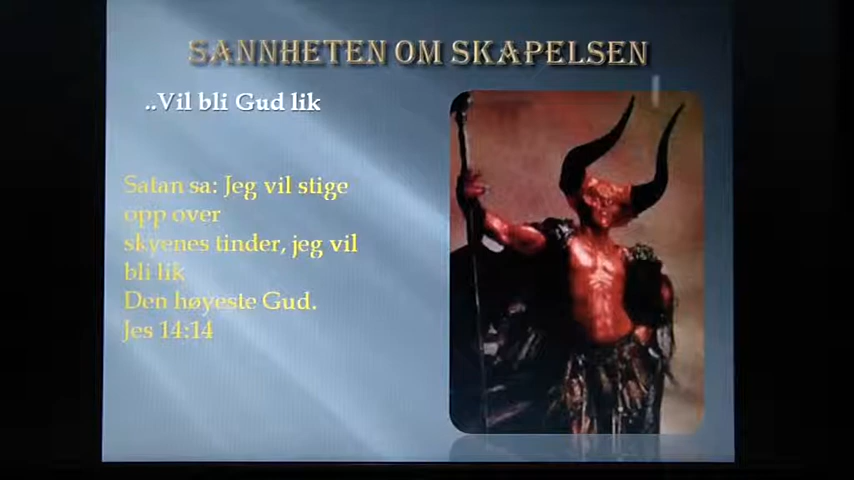 SANNHETEN OM SKAPELSEN
..Vil bli Gud lik
Satan sa: Jeg vil stige
opp over
skyenes tinder, jeg vil
bli lik
Den høyeste Gud.
Jes 14:14